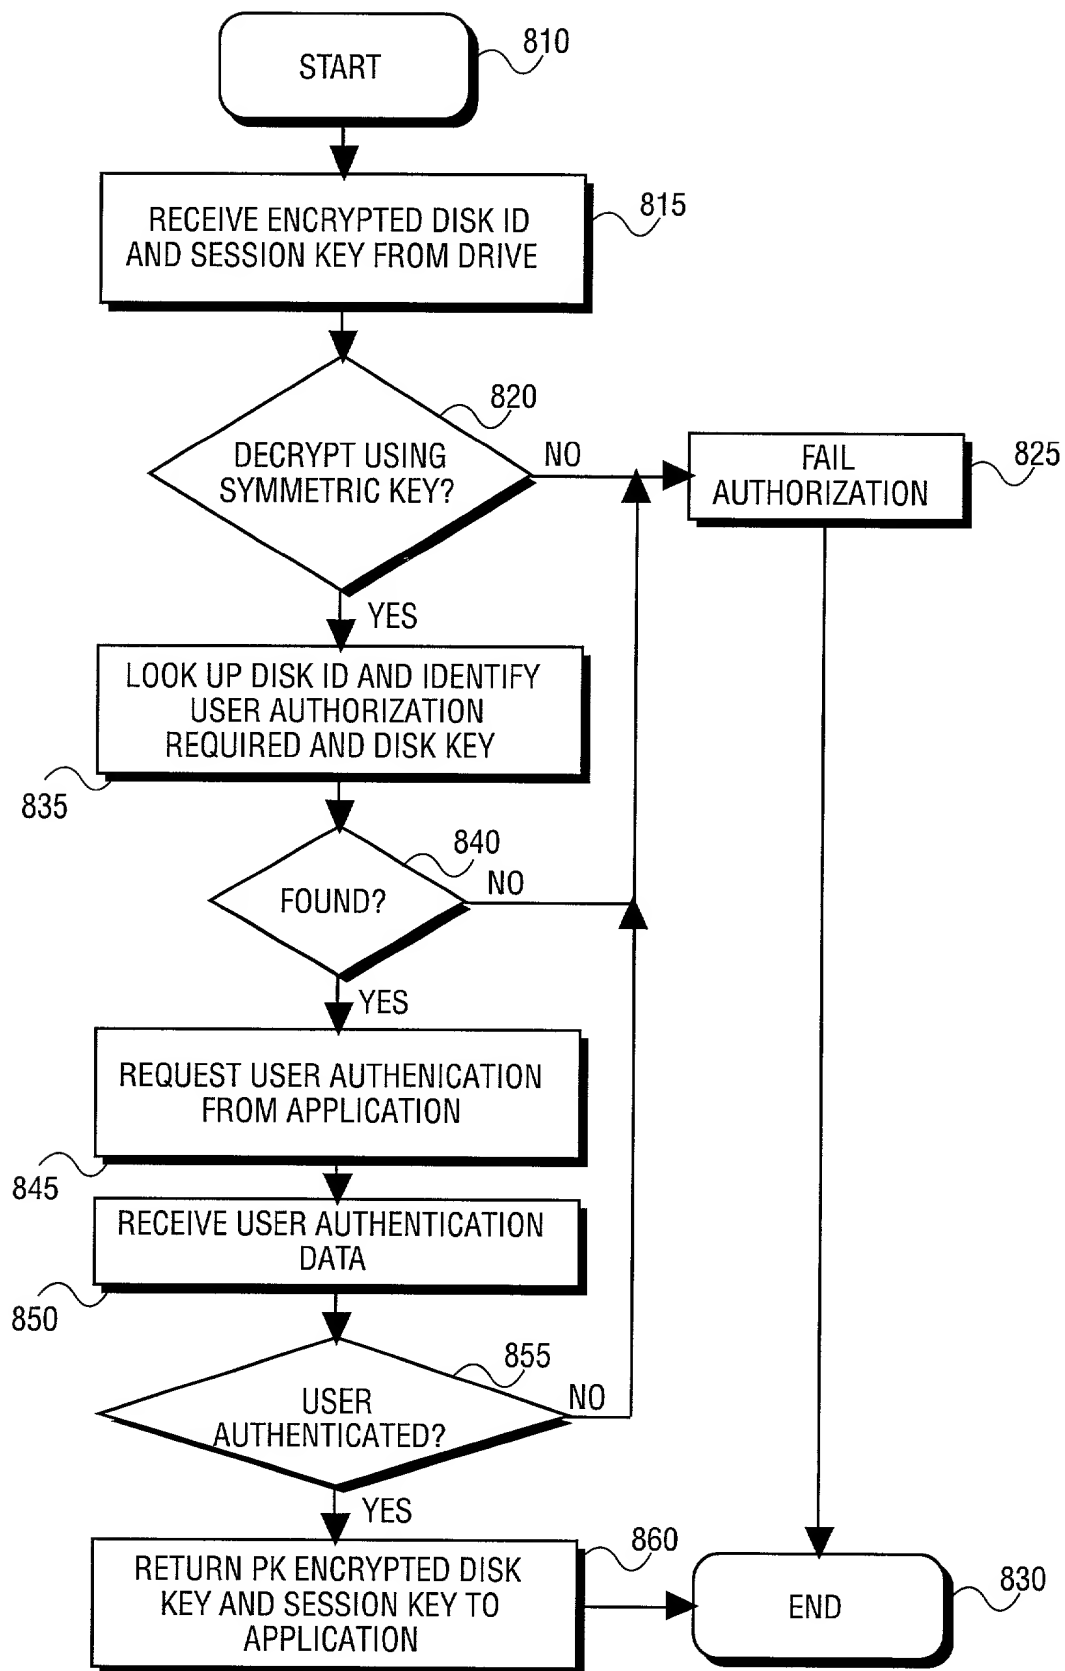 START
810
RECEIVE ENCRYPTED DISK ID
AND SESSION KEY FROM DRIVE
815
820
DECRYPT USING
SYMMETRIC KEY?
NO
FAIL
AUTHORIZATION
825
YES
LOOK UP DISK ID AND IDENTIFY
USER AUTHORIZATION
REQUIRED AND DISK KEY
835
840
FOUND?
NO
YES
REQUEST USER AUTHENICATION
FROM APPLICATION
845
RECEIVE USER AUTHENTICATION
DATA
850
855
USER
AUTHENTICATED?
NO
YES
RETURN PK ENCRYPTED DISK
KEY AND SESSION KEY TO
APPLICATION
860
END
830